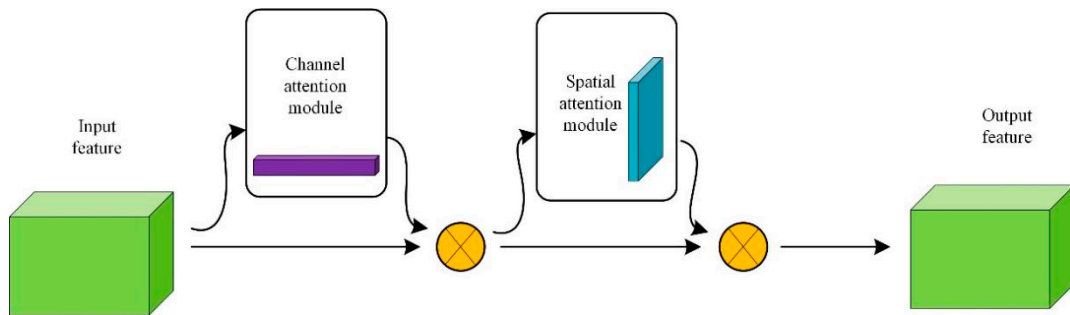 Input
feature
Channel
attention
module
Spatial
attention
module
Output
feature